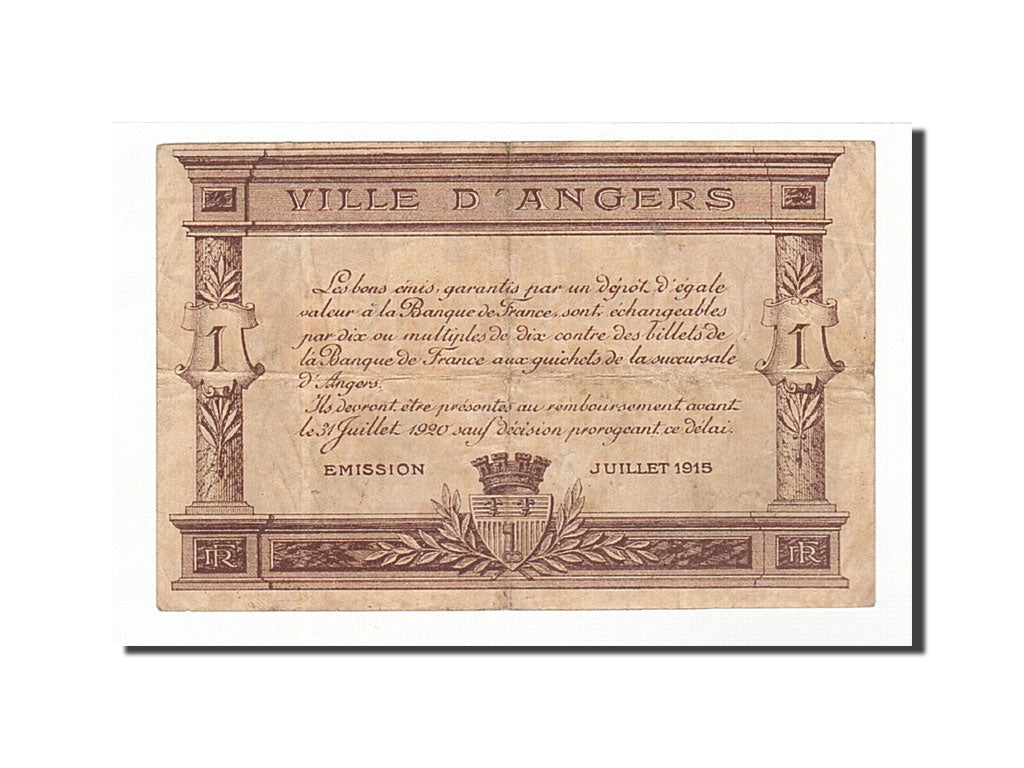 VILLE D'ANGERS
Les bons émis, garantis par un dépôt d'égale
valeur à la Banque de France, sont échangeables
1 1
par dix ou multiples de dix contre des billets de
la Banque de France aux guichets de la succursale
d'Angers.
Ils devront être présentés au remboursement avant
le 31 Juillet 1920 sauf décision prorogeant ce délai.
EMISSION JUILLET 1915
RF RF